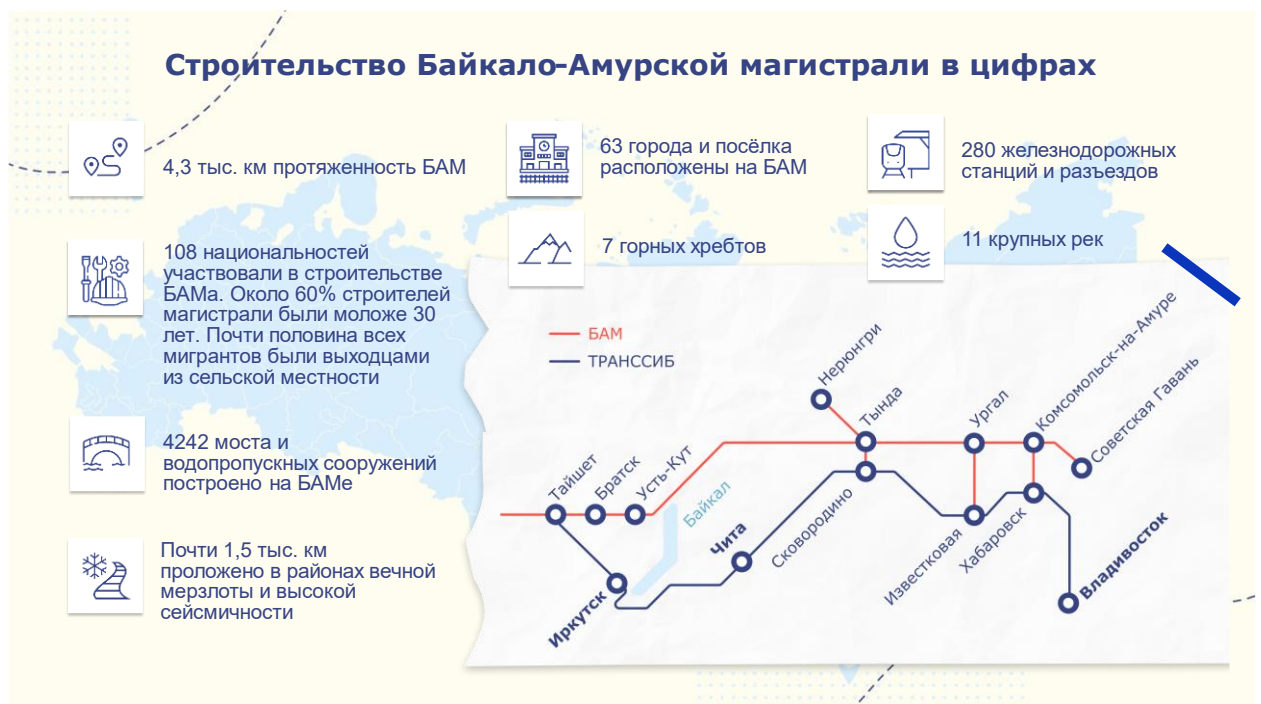 Строительство Байкало-Амурской магистрали в цифрах
4,3 тыс. км протяженность БАМ
63 города и посёлка
расположены на БАМ
280 железнодорожных
станций и разъездов
108 национальностей
участвовали в строительстве
БАМа. Около 60% строителей
магистрали были моложе 30
лет. Почти половина всех
мигрантов были выходцами
из сельской местности
7 горных хребтов
11 крупных рек
4242 моста и
водопропускных сооружений
построено на БАМе
Почти 1,5 тыс. км
проложено в районах вечной
мерзлоты и высокой
сейсмичности
БАМ
ТРАНССИБ
Тайшет
Братск
Усть-Кут
Байкал
Нерюнгри
Тында
Ургал
Комсомольск-на-Амуре
Советская Гавань
Иркутск
Чита
Сковородино
Известковая
Хабаровск
Владивосток